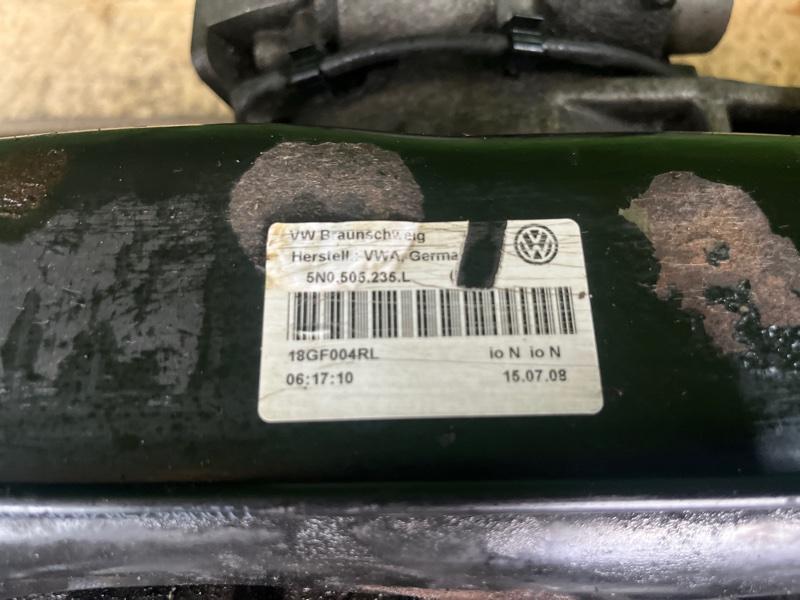 VW Braunschweig
Herstell.: VWA, Germa
5N0.505.235.L (
18GF004RL io N io N
06:17:10 15.07.08